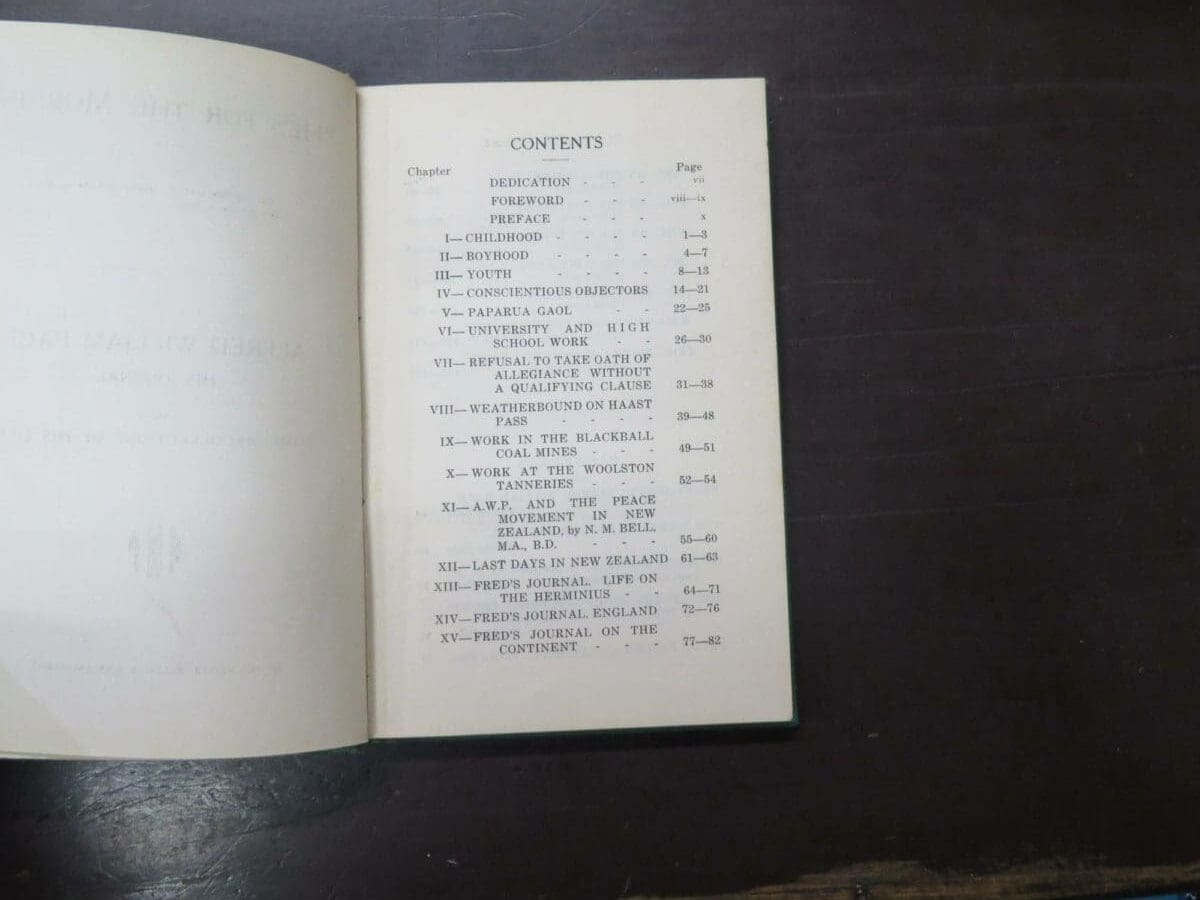 CONTENTS
Chapter Page
DEDICATION - - - vii
FOREWORD - - - viii—ix
PREFACE - - - x
I—CHILDHOOD - - - - 1—3
II—BOYHOOD - - - - 4—7
III—YOUTH - - - - 8—13
IV—CONSCIENTIOUS OBJECTORS 14—21
V—PAPARUA GAOL - - 22—25
VI—UNIVERSITY AND HIGH
SCHOOL WORK - - 26—30
VII—REFUSAL TO TAKE OATH OF
ALLEGIANCE WITHOUT
A QUALIFYING CLAUSE 31—38
VIII—WEATHERBOUND ON HAAST
PASS - - - - 39—48
IX—WORK IN THE BLACKBALL
COAL MINES - - - 49—51
X—WORK AT THE WOOLSTON
TANNERIES - - - 52—54
XI—A.W.P. AND THE PEACE
MOVEMENT IN NEW
ZEALAND, by N. M. BELL,
M.A., B.D. - - - 55—60
XII—LAST DAYS IN NEW ZEALAND 61—63
XIII—FRED'S JOURNAL. LIFE ON
THE HERMINIUS - - 64—71
XIV—FRED'S JOURNAL. ENGLAND 72—76
XV—FRED'S JOURNAL ON THE
CONTINENT - - - 77—82